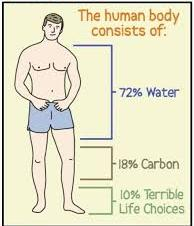 The human body
consists of:
72% Water
18% Carbon
10% Terrible
Life Choices